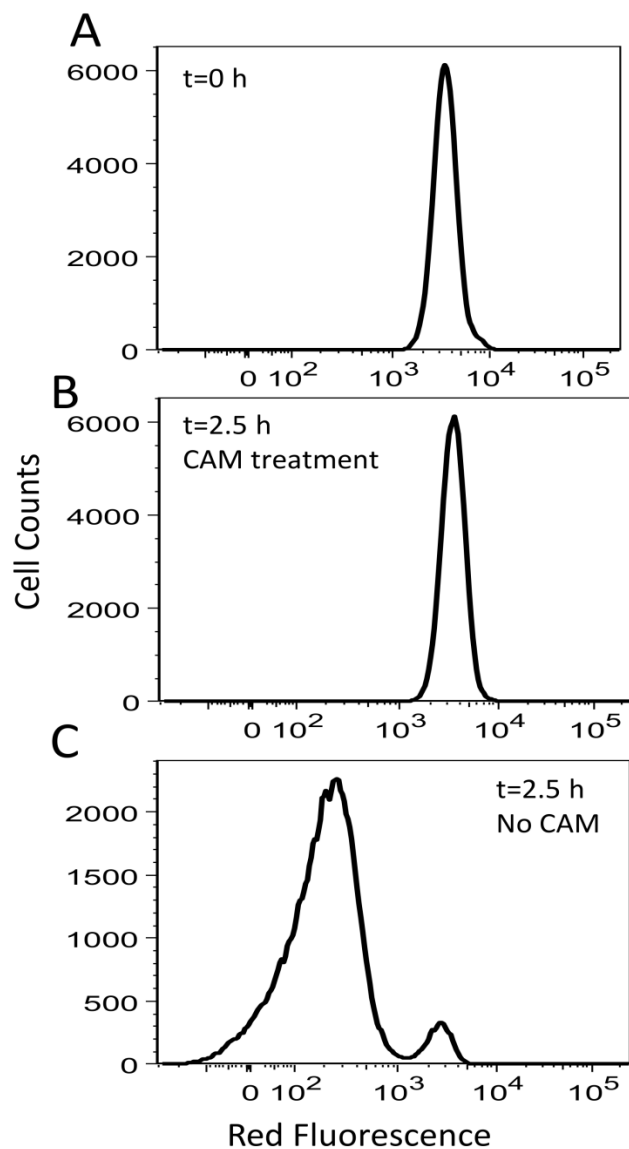 A
t=0 h
6000
4000
2000
0
0 10² 10³ 10⁴ 10⁵
B
t=2.5 h
CAM treatment
6000
4000
2000
0
0 10² 10³ 10⁴ 10⁵
Cell Counts
C
t=2.5 h
No CAM
2000
1500
1000
500
0
0 10² 10³ 10⁴ 10⁵
Red Fluorescence